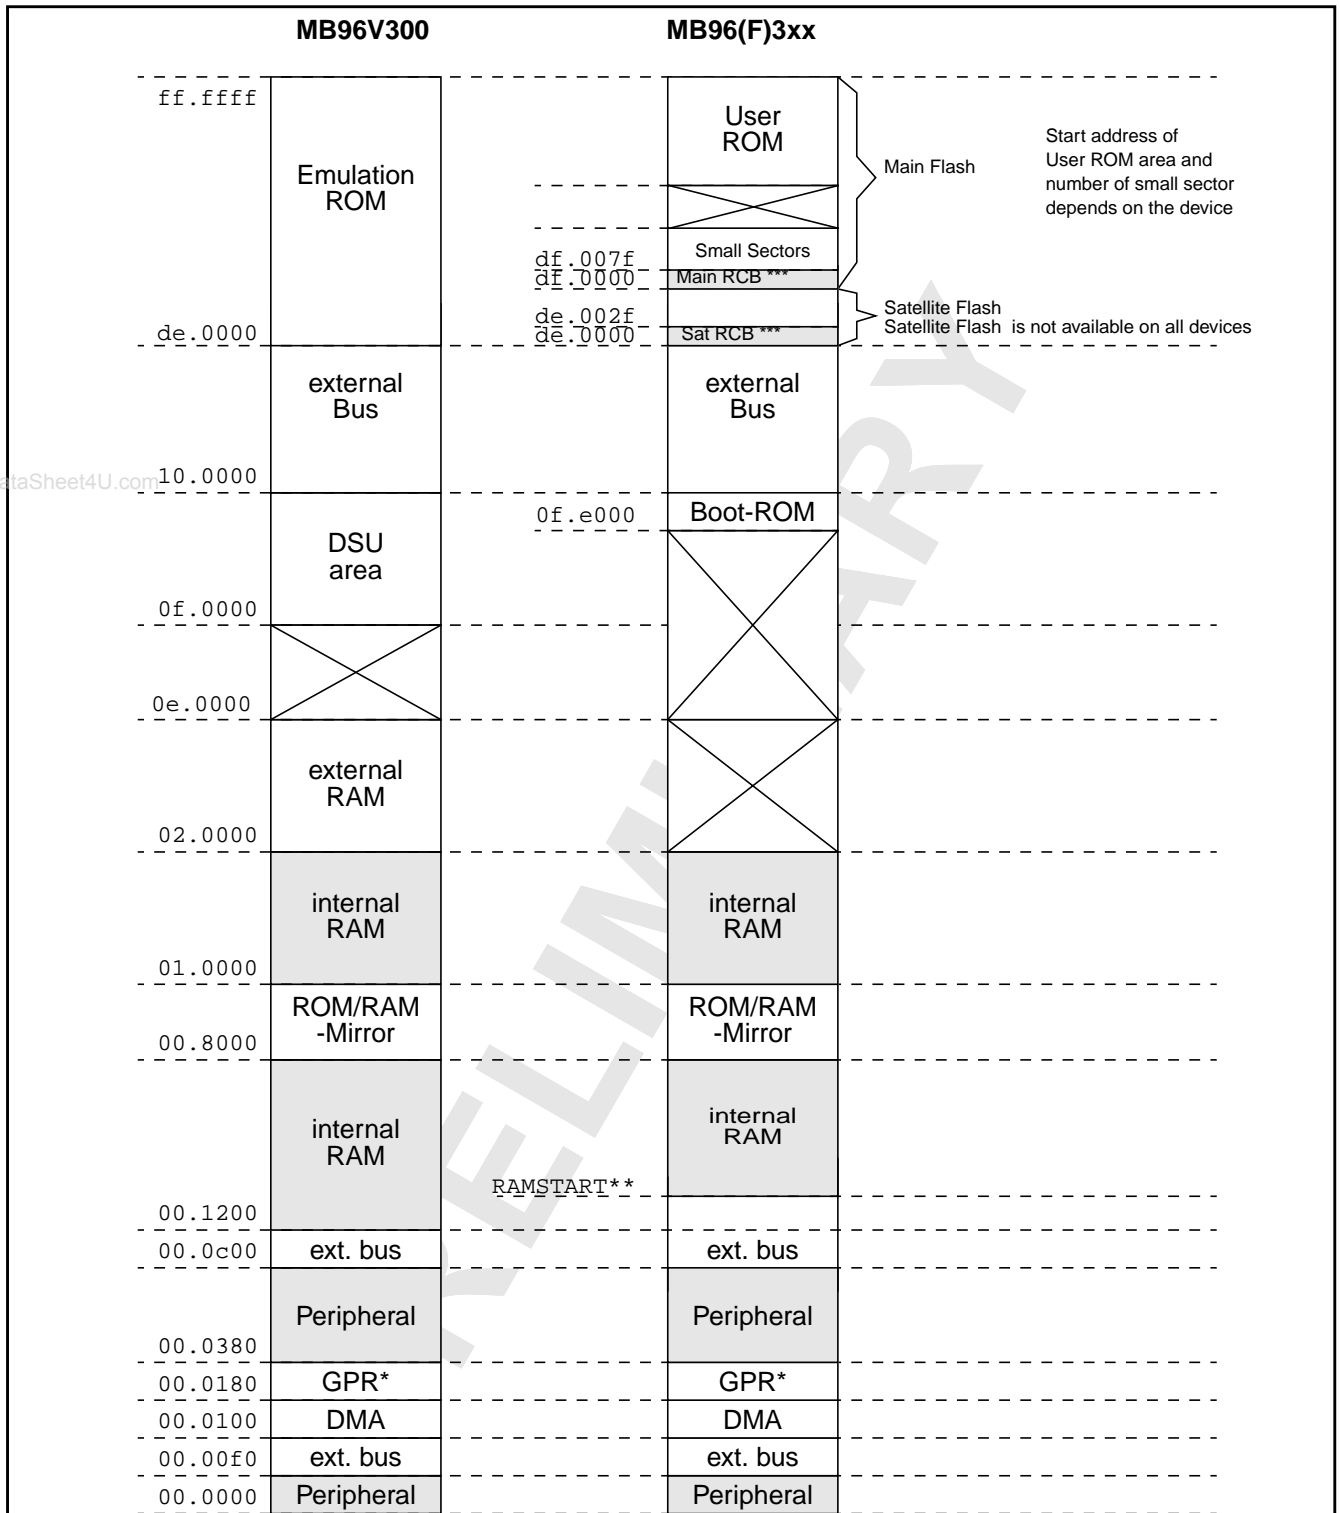 MB96V300 MB96(F)3xx
ff.ffff
User
ROM
Emulation
ROM
Main Flash
Start address of
User ROM area and
number of small sector
depends on the device
Small Sectors
df.007f
df.0000 Main RCB ***
de.002f
de.0000 Sat RCB ***
Satellite Flash
Satellite Flash is not available on all devices
de.0000
external
Bus
external
Bus
ataSheet4U.com
10.0000
0f.e000 Boot-ROM
DSU
area
0f.0000
0e.0000
external
RAM
02.0000
internal
RAM
internal
RAM
01.0000
ROM/RAM
-Mirror
ROM/RAM
-Mirror
00.8000
internal
RAM
internal
RAM
RAMSTART**
00.1200
00.0c00 ext. bus ext. bus
Peripheral Peripheral
00.0380
00.0180 GPR* GPR*
00.0100 DMA DMA
00.00f0 ext. bus ext. bus
00.0000 Peripheral Peripheral
PRELIMINARY